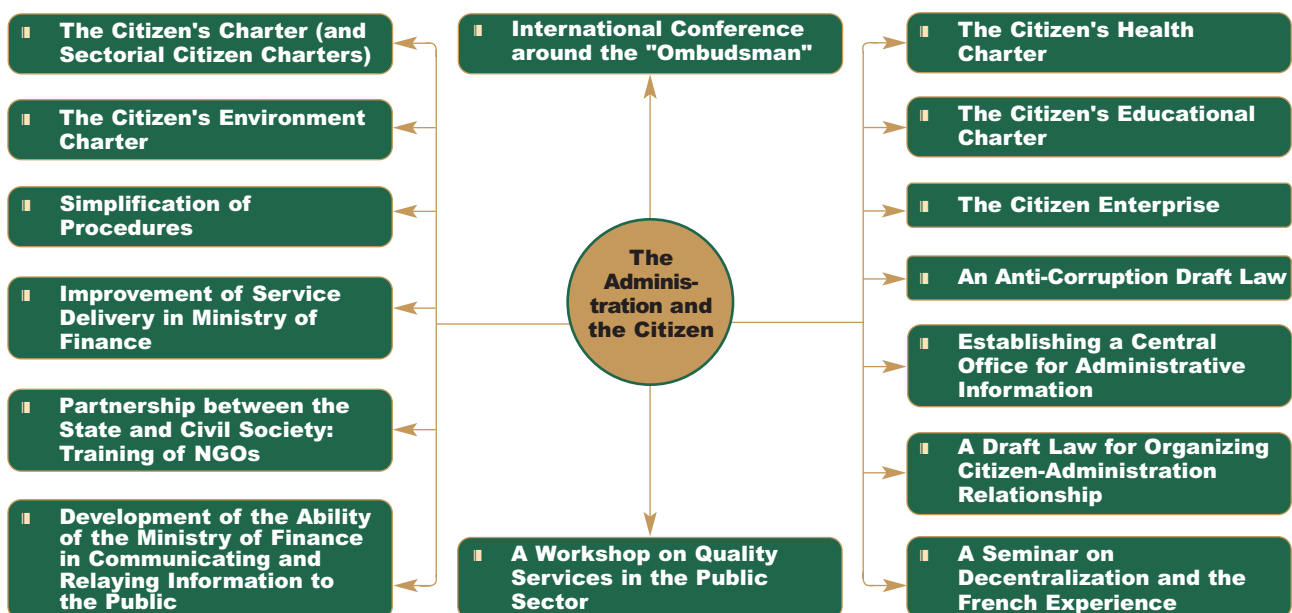 The Citizen's Charter (and
Sectorial Citizen Charters)
The Citizen's Environment
Charter
Simplification of
Procedures
Improvement of Service
Delivery in Ministry of
Finance
Partnership between the
State and Civil Society:
Training of NGOs
Development of the Ability
of the Ministry of Finance
in Communicating and
Relaying Information to
the Public
International Conference
around the "Ombudsman"
The
Adminis-
tration and
the Citizen
A Workshop on Quality
Services in the Public
Sector
The Citizen's Health
Charter
The Citizen's Educational
Charter
The Citizen Enterprise
An Anti-Corruption Draft Law
Establishing a Central
Office for Administrative
Information
A Draft Law for Organizing
Citizen-Administration
Relationship
A Seminar on
Decentralization and the
French Experience